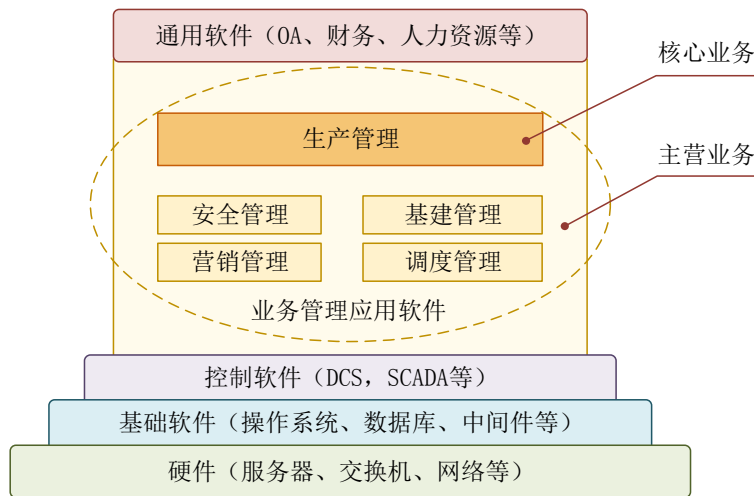 通用软件（OA、财务、人力资源等）
核心业务
生产管理
主营业务
安全管理
基建管理
营销管理
调度管理
业务管理应用软件
控制软件（DCS，SCADA等）
基础软件（操作系统、数据库、中间件等）
硬件（服务器、交换机、网络等）